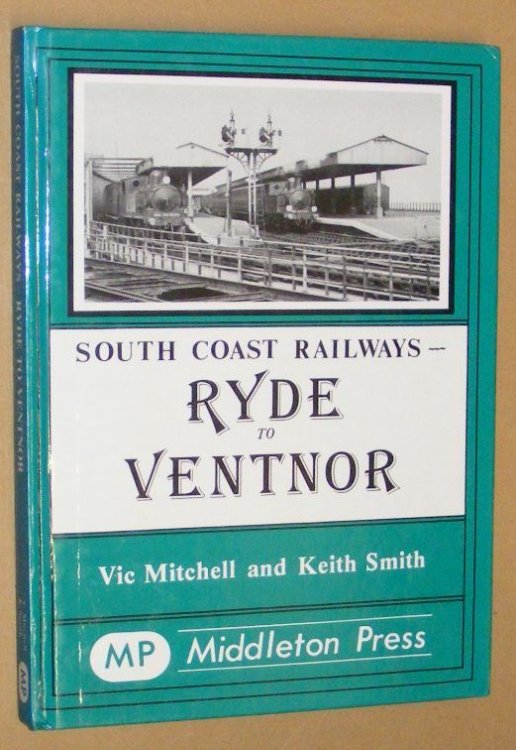 SOUTH COAST RAILWAYS –
RYDE
TO
VENTNOR
Vic Mitchell and Keith Smith
MP Middleton Press
SOUTH COAST RAILWAYS - RYDE TO VENTNOR
MP